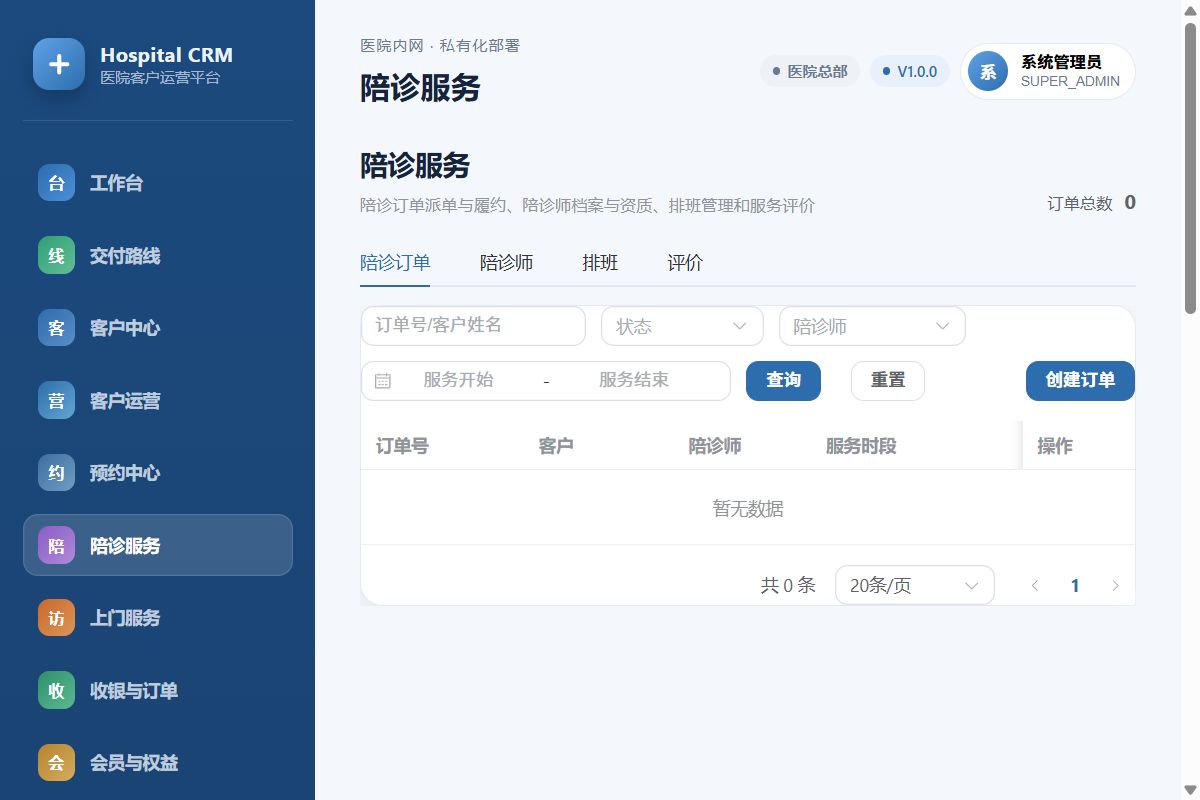 Hospital CRM
医院客户运营平台
台 工作台
线 交付路线
客 客户中心
营 客户运营
约 预约中心
陪 陪诊服务
访 上门服务
收 收银与订单
会 会员与权益
医院内网 · 私有化部署
陪诊服务
医院总部
V1.0.0
系
系统管理员
SUPER_ADMIN
陪诊服务
陪诊订单派单与履约、陪诊师档案与资质、排班管理和服务评价
订单总数 0
陪诊订单 陪诊师 排班 评价
订单号/客户姓名 状态 陪诊师
服务开始 - 服务结束 查询 重置 创建订单
订单号 客户 陪诊师 服务时段 操作
暂无数据
共 0 条 20条/页 1